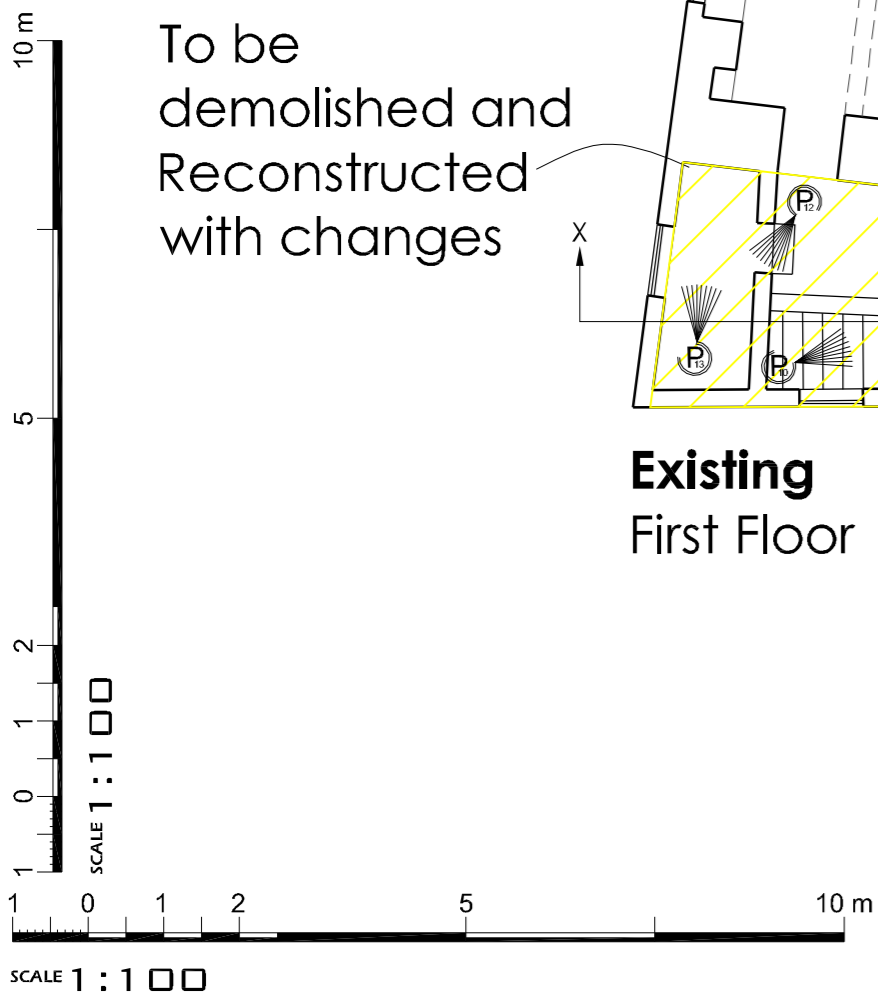 10 m
To be
demolished and
Reconstructed
with changes
P12
X
P13
P10
5
Existing
First Floor
2
1
0
1
SCALE 1:100
1 0 1 2 5 10 m
SCALE 1:100